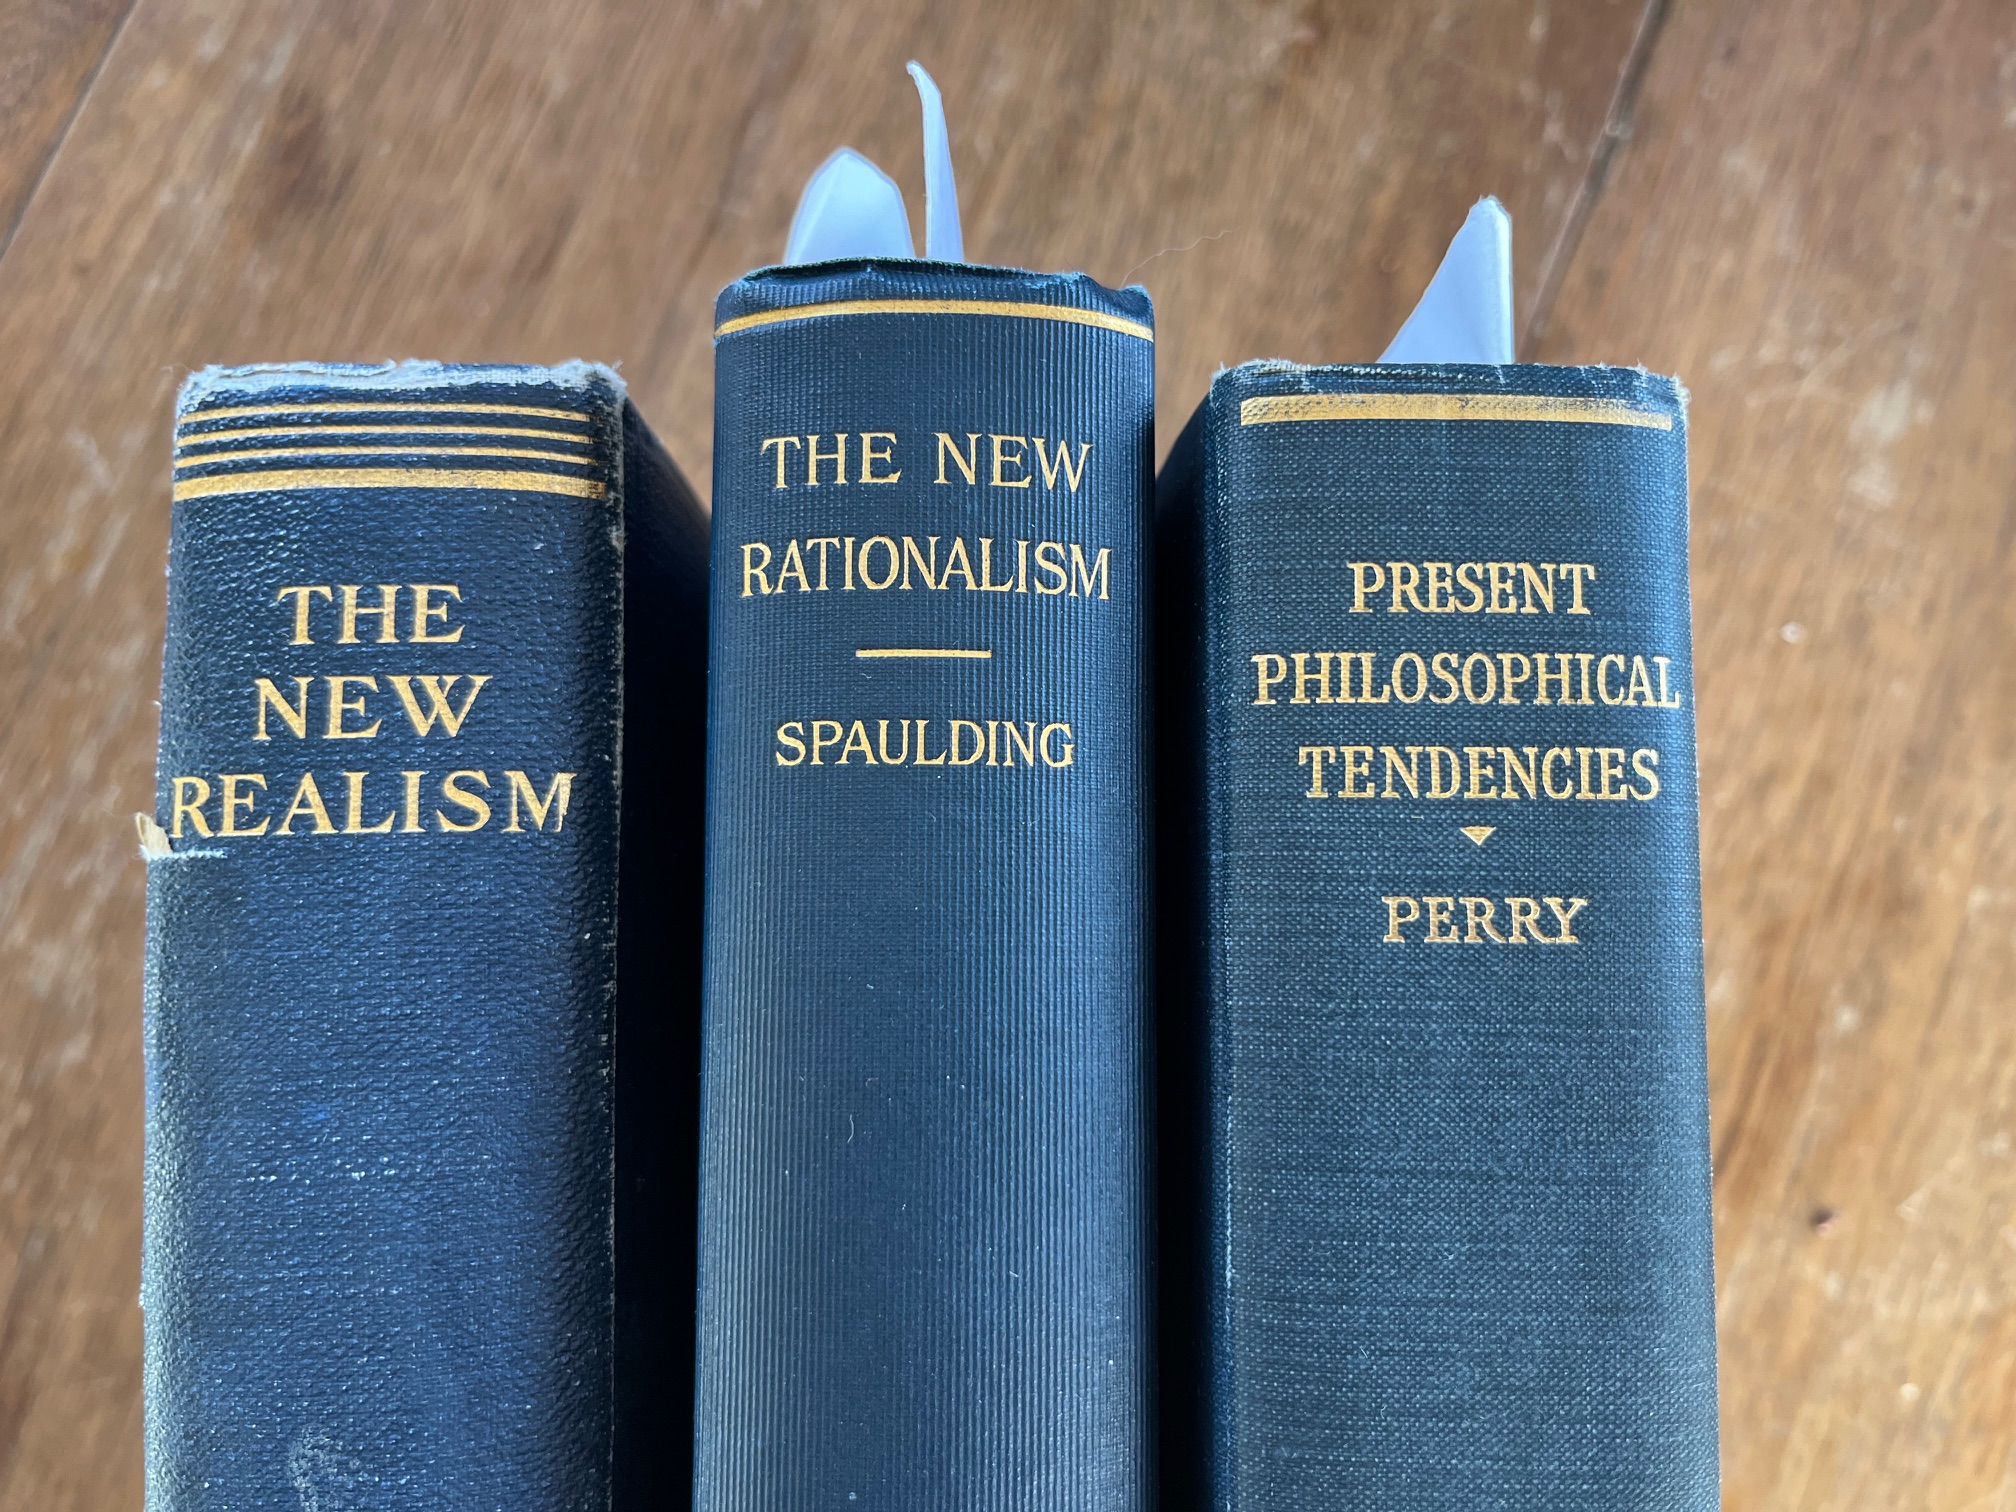 THE
NEW
REALISM
THE NEW
RATIONALISM
SPAULDING
PRESENT
PHILOSOPHICAL
TENDENCIES
PERRY